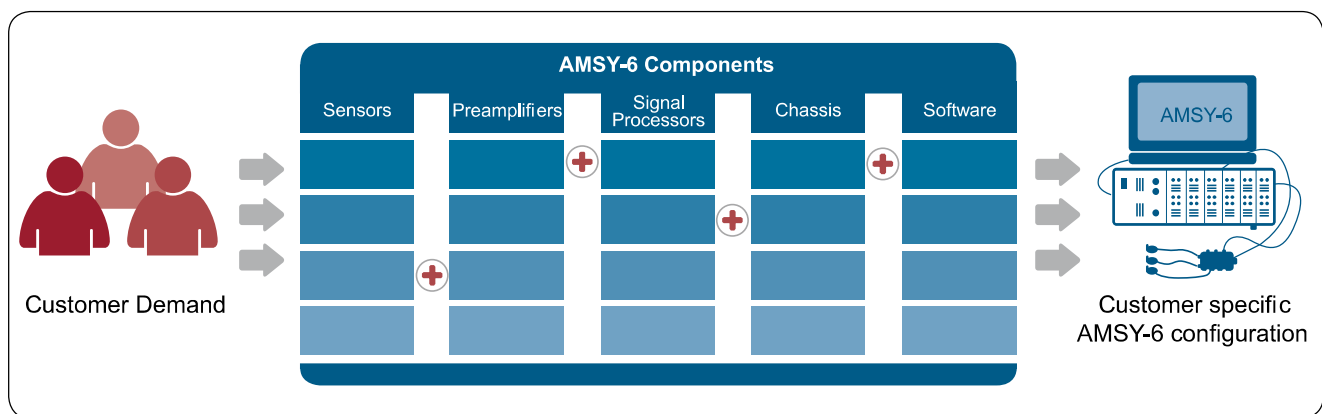 AMSY-6 Components
Sensors
Preamplifiers
Signal
Processors
Chassis
Software
AMSY-6
Customer Demand
Customer specific
AMSY-6 configuration